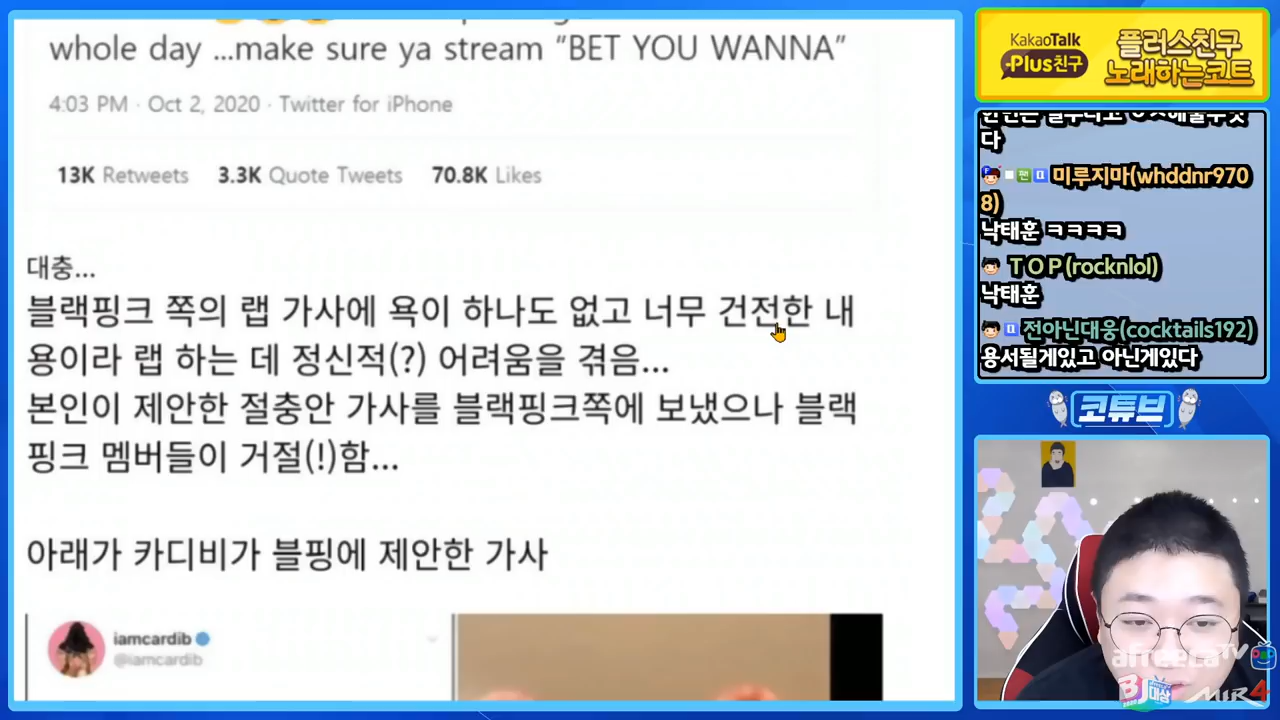 whole day ...make sure ya stream “BET YOU WANNA”
4:03 PM · Oct 2, 2020 · Twitter for iPhone
13K Retweets 3.3K Quote Tweets 70.8K Likes
대충...
블랙핑크 쪽의 랩 가사에 욕이 하나도 없고 너무 건전한 내
용이라 랩 하는 데 정신적(?) 어려움을 겪음...
본인이 제안한 절충안 가사를 블랙핑크쪽에 보냈으나 블랙
핑크 멤버들이 거절(!)함...
아래가 카디비가 블핑에 제안한 가사
iamcardib
@iamcardib
KakaoTalk
Plus친구
플러스친구
노래하는코트
다
팬 미루지마(whddnr970
8)
낙태훈 ㅋㅋㅋㅋ
T O P (rocknlol)
낙태훈
전아닌대웅(cocktails192)
용서될게있고 아닌게있다
코튜브
afreecaTV
BJ대상
MIR4